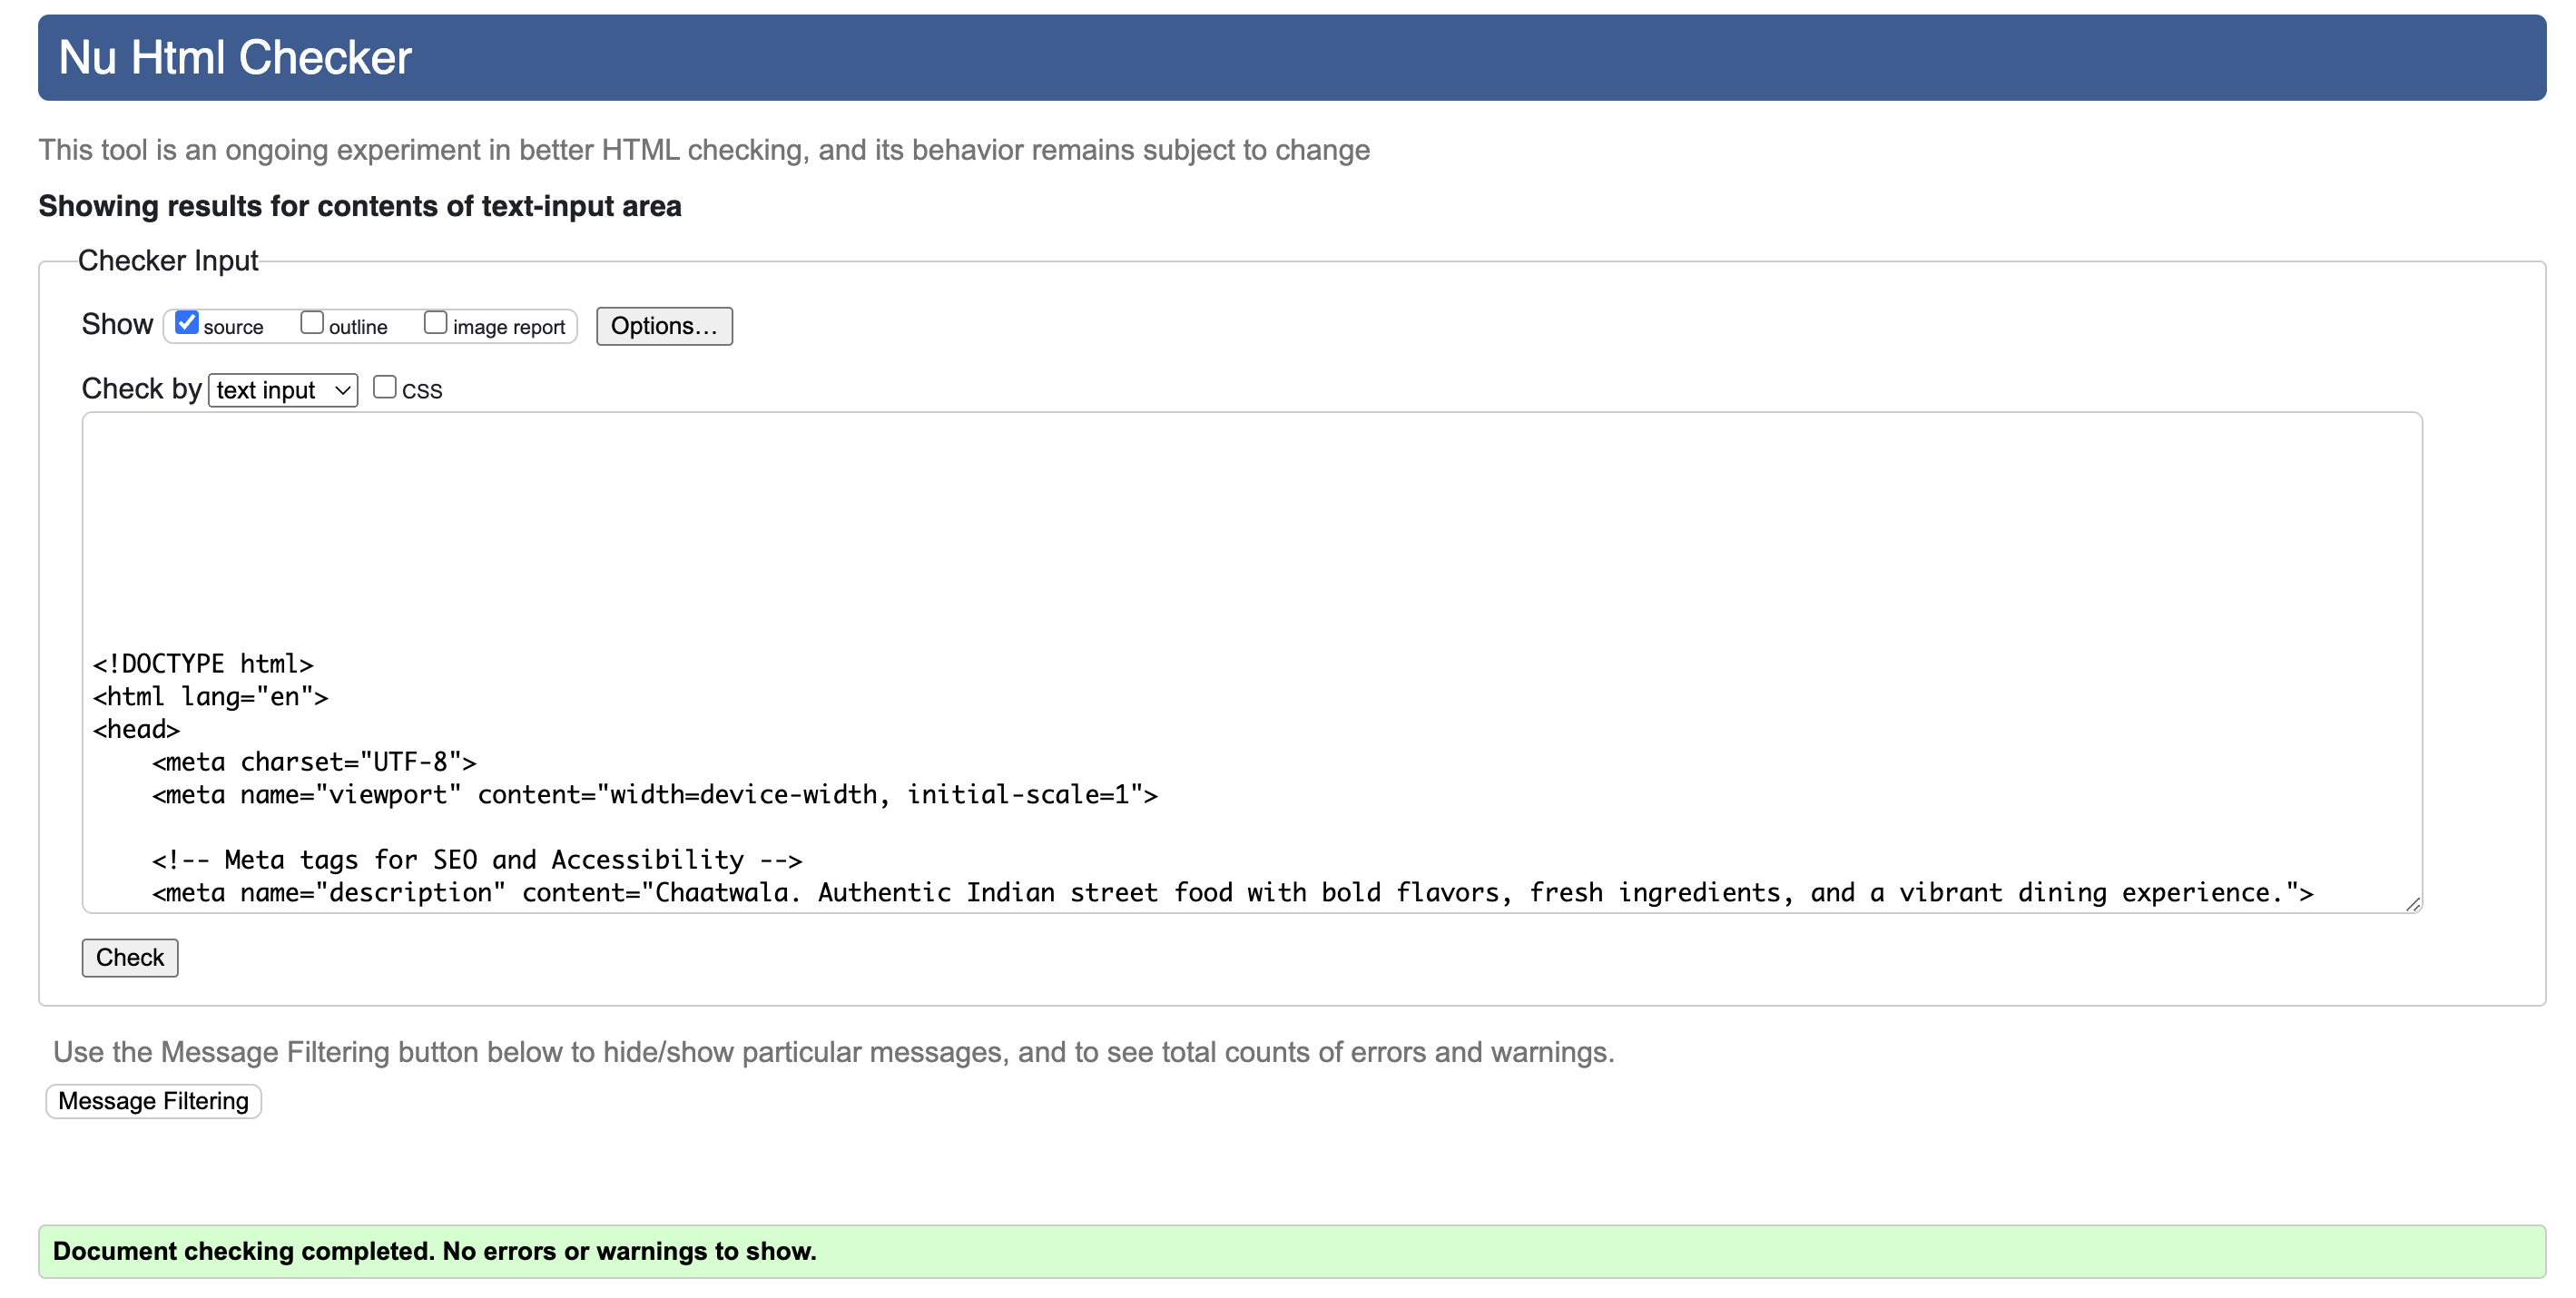 Nu Html Checker
This tool is an ongoing experiment in better HTML checking, and its behavior remains subject to change
Showing results for contents of text-input area
Checker Input
Show source outline image report Options...
Check by text input CSS
<!DOCTYPE html>
<html lang="en">
<head>
    <meta charset="UTF-8">
    <meta name="viewport" content="width=device-width, initial-scale=1">
    <!-- Meta tags for SEO and Accessibility -->
    <meta name="description" content="Chaatwala. Authentic Indian street food with bold flavors, fresh ingredients, and a vibrant dining experience.">
Check
Use the Message Filtering button below to hide/show particular messages, and to see total counts of errors and warnings.
Message Filtering
Document checking completed. No errors or warnings to show.